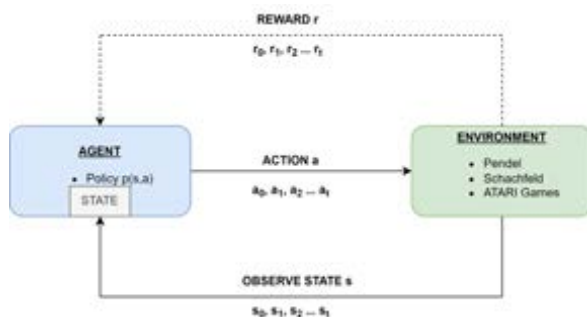 REWARD r
r0, r1, r2 ... rt
AGENT
• Policy p(s,a)
STATE
ACTION a
a0, a1, a2 ... at
ENVIRONMENT
• Pendel
• Schachfeld
• ATARI Games
OBSERVE STATE s
s0, s1, s2 ... st